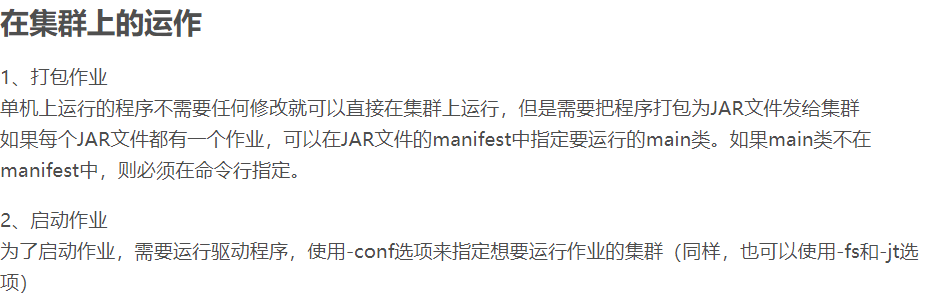 在集群上的运作
1、打包作业
单机上运行的程序不需要任何修改就可以直接在集群上运行，但是需要把程序打包为JAR文件发给集群
如果每个JAR文件都有一个作业，可以在JAR文件的manifest中指定要运行的main类。如果main类不在
manifest中，则必须在命令行指定。
2、启动作业
为了启动作业，需要运行驱动程序，使用-conf选项来指定想要运行作业的集群（同样，也可以使用-fs和-jt选
项）